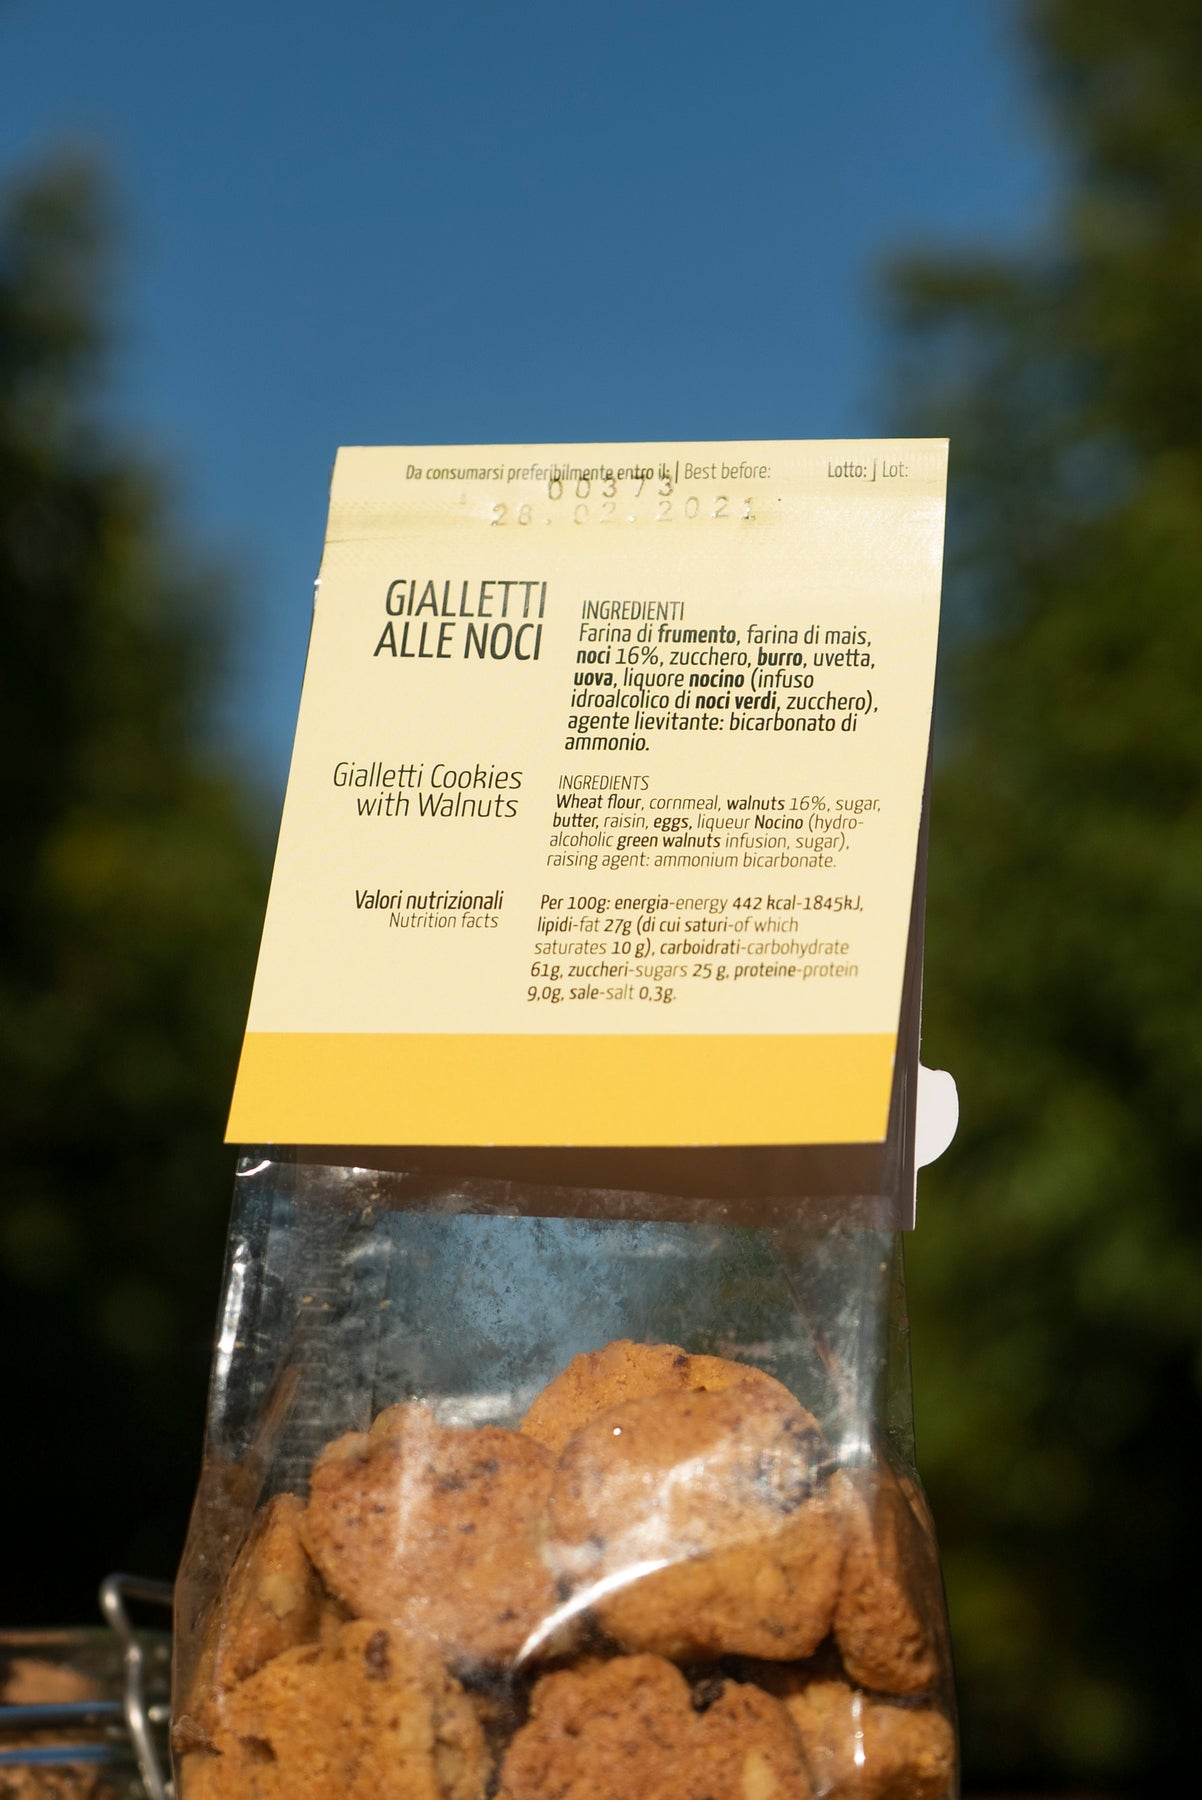 Da consumarsi preferibilmente entro il: | Best before:
Lotto: | Lot:
00373
28.02.2021
GIALLETTI
ALLE NOCI
INGREDIENTI
Farina di frumento, farina di mais,
noci 16%, zucchero, burro, uvetta,
uova, liquore nocino (infuso
idroalcolico di noci verdi, zucchero),
agente lievitante: bicarbonato di
ammonio.
Gialletti Cookies
with Walnuts
INGREDIENTS
Wheat flour, cornmeal, walnuts 16%, sugar,
butter, raisin, eggs, liqueur Nocino (hydro-
alcoholic green walnuts infusion, sugar),
raising agent: ammonium bicarbonate.
Valori nutrizionali
Nutrition facts
Per 100g: energia-energy 442 kcal-1845kJ,
lipidi-fat 27g (di cui saturi-of which
saturates 10 g), carboidrati-carbohydrate
61g, zuccheri-sugars 25 g, proteine-protein
9,0g, sale-salt 0,3g.